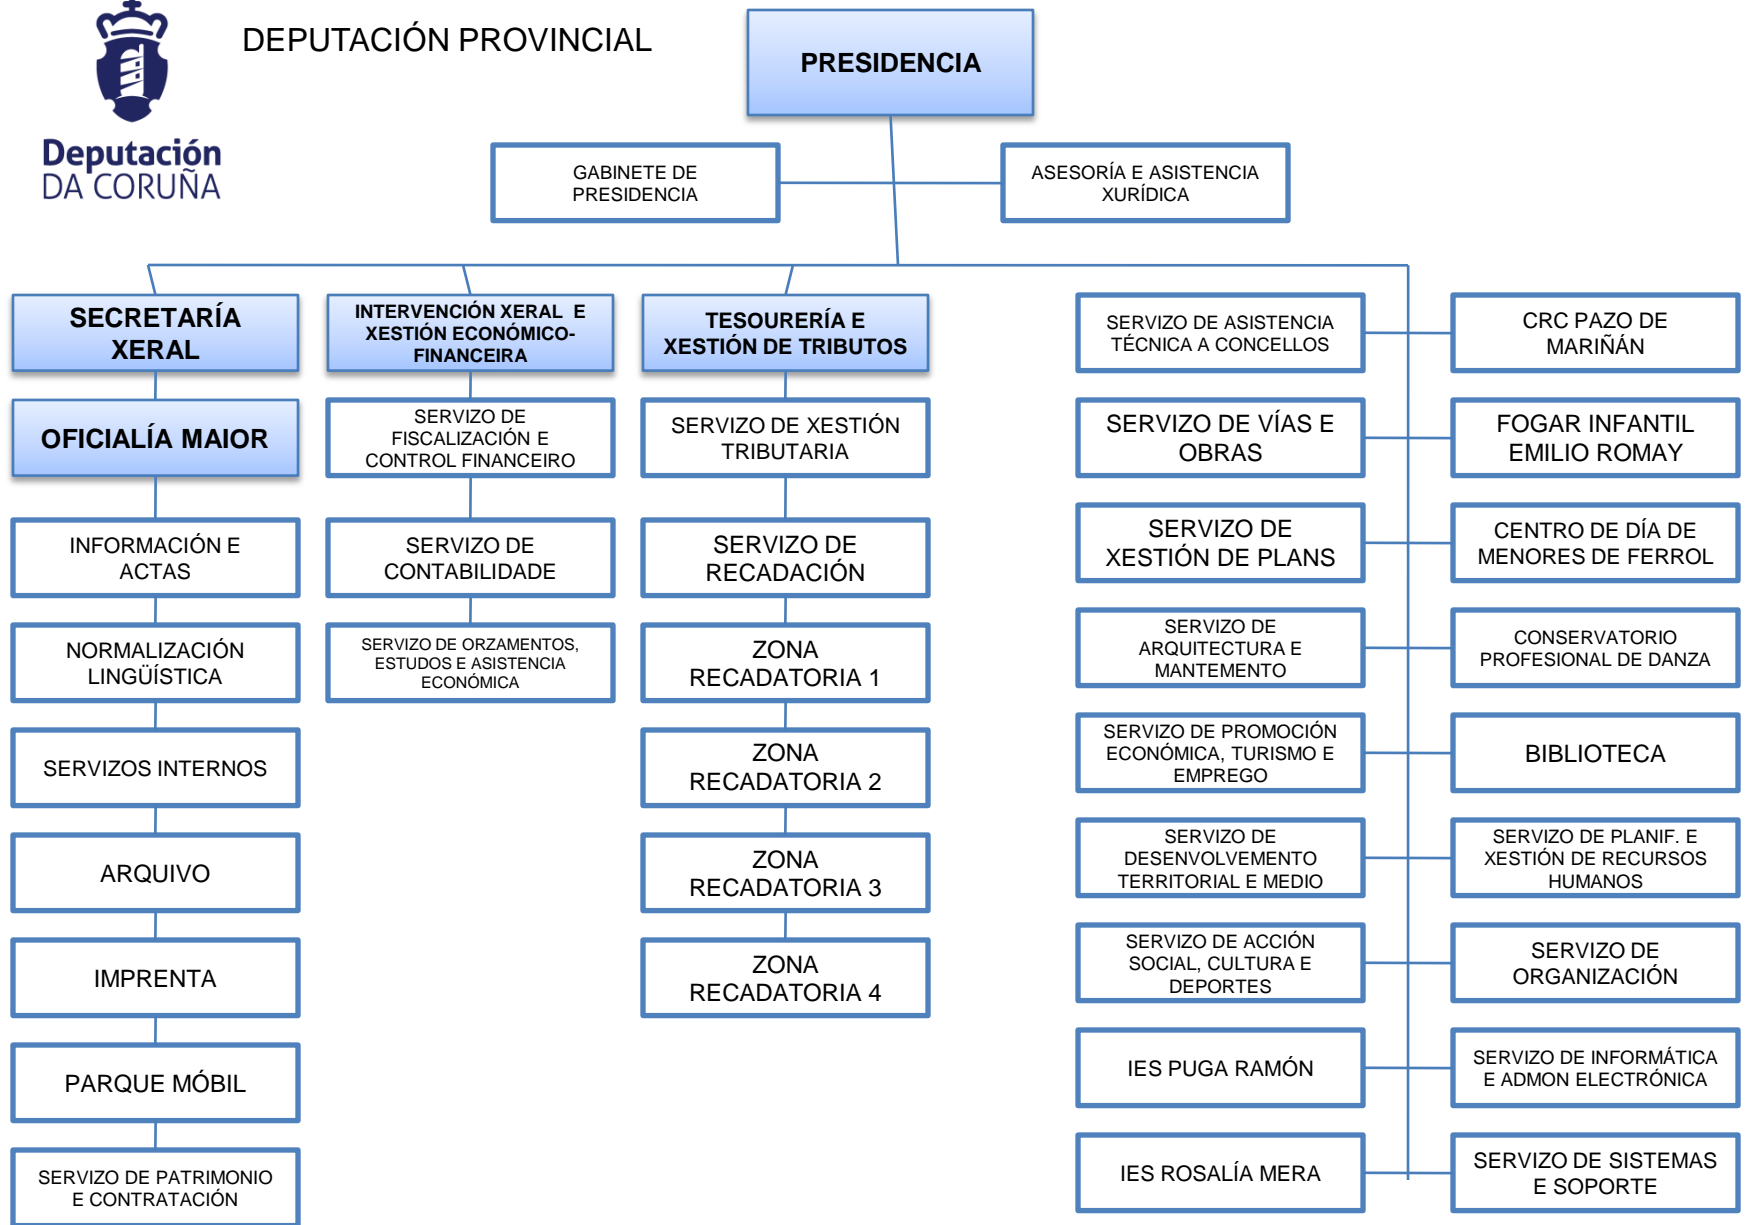 DEPUTACIÓN PROVINCIAL
Deputación
DA CORUÑA
PRESIDENCIA
GABINETE DE
PRESIDENCIA
ASESORÍA E ASISTENCIA
XURÍDICA
SECRETARÍA
XERAL
OFICIALÍA MAIOR
INFORMACIÓN E
ACTAS
NORMALIZACIÓN
LINGÜÍSTICA
SERVIZOS INTERNOS
ARQUIVO
IMPRENTA
PARQUE MÓBIL
SERVIZO DE PATRIMONIO
E CONTRATACIÓN
INTERVENCIÓN XERAL E
XESTIÓN ECONÓMICO-
FINANCEIRA
SERVIZO DE
FISCALIZACIÓN E
CONTROL FINANCEIRO
SERVIZO DE
CONTABILIDADE
SERVIZO DE ORZAMENTOS,
ESTUDOS E ASISTENCIA
ECONÓMICA
TESOURERÍA E
XESTIÓN DE TRIBUTOS
SERVIZO DE XESTIÓN
TRIBUTARIA
SERVIZO DE
RECADACIÓN
ZONA
RECADATORIA 1
ZONA
RECADATORIA 2
ZONA
RECADATORIA 3
ZONA
RECADATORIA 4
SERVIZO DE ASISTENCIA
TÉCNICA A CONCELLOS
SERVIZO DE VÍAS E
OBRAS
SERVIZO DE
XESTIÓN DE PLANS
SERVIZO DE
ARQUITECTURA E
MANTEMENTO
SERVIZO DE PROMOCIÓN
ECONÓMICA, TURISMO E
EMPREGO
SERVIZO DE
DESENVOLVEMENTO
TERRITORIAL E MEDIO
SERVIZO DE ACCIÓN
SOCIAL, CULTURA E
DEPORTES
IES PUGA RAMÓN
IES ROSALÍA MERA
CRC PAZO DE
MARIÑÁN
FOGAR INFANTIL
EMILIO ROMAY
CENTRO DE DÍA DE
MENORES DE FERROL
CONSERVATORIO
PROFESIONAL DE DANZA
BIBLIOTECA
SERVIZO DE PLANIF. E
XESTIÓN DE RECURSOS
HUMANOS
SERVIZO DE
ORGANIZACIÓN
SERVIZO DE INFORMÁTICA
E ADMON ELECTRÓNICA
SERVIZO DE SISTEMAS
E SOPORTE